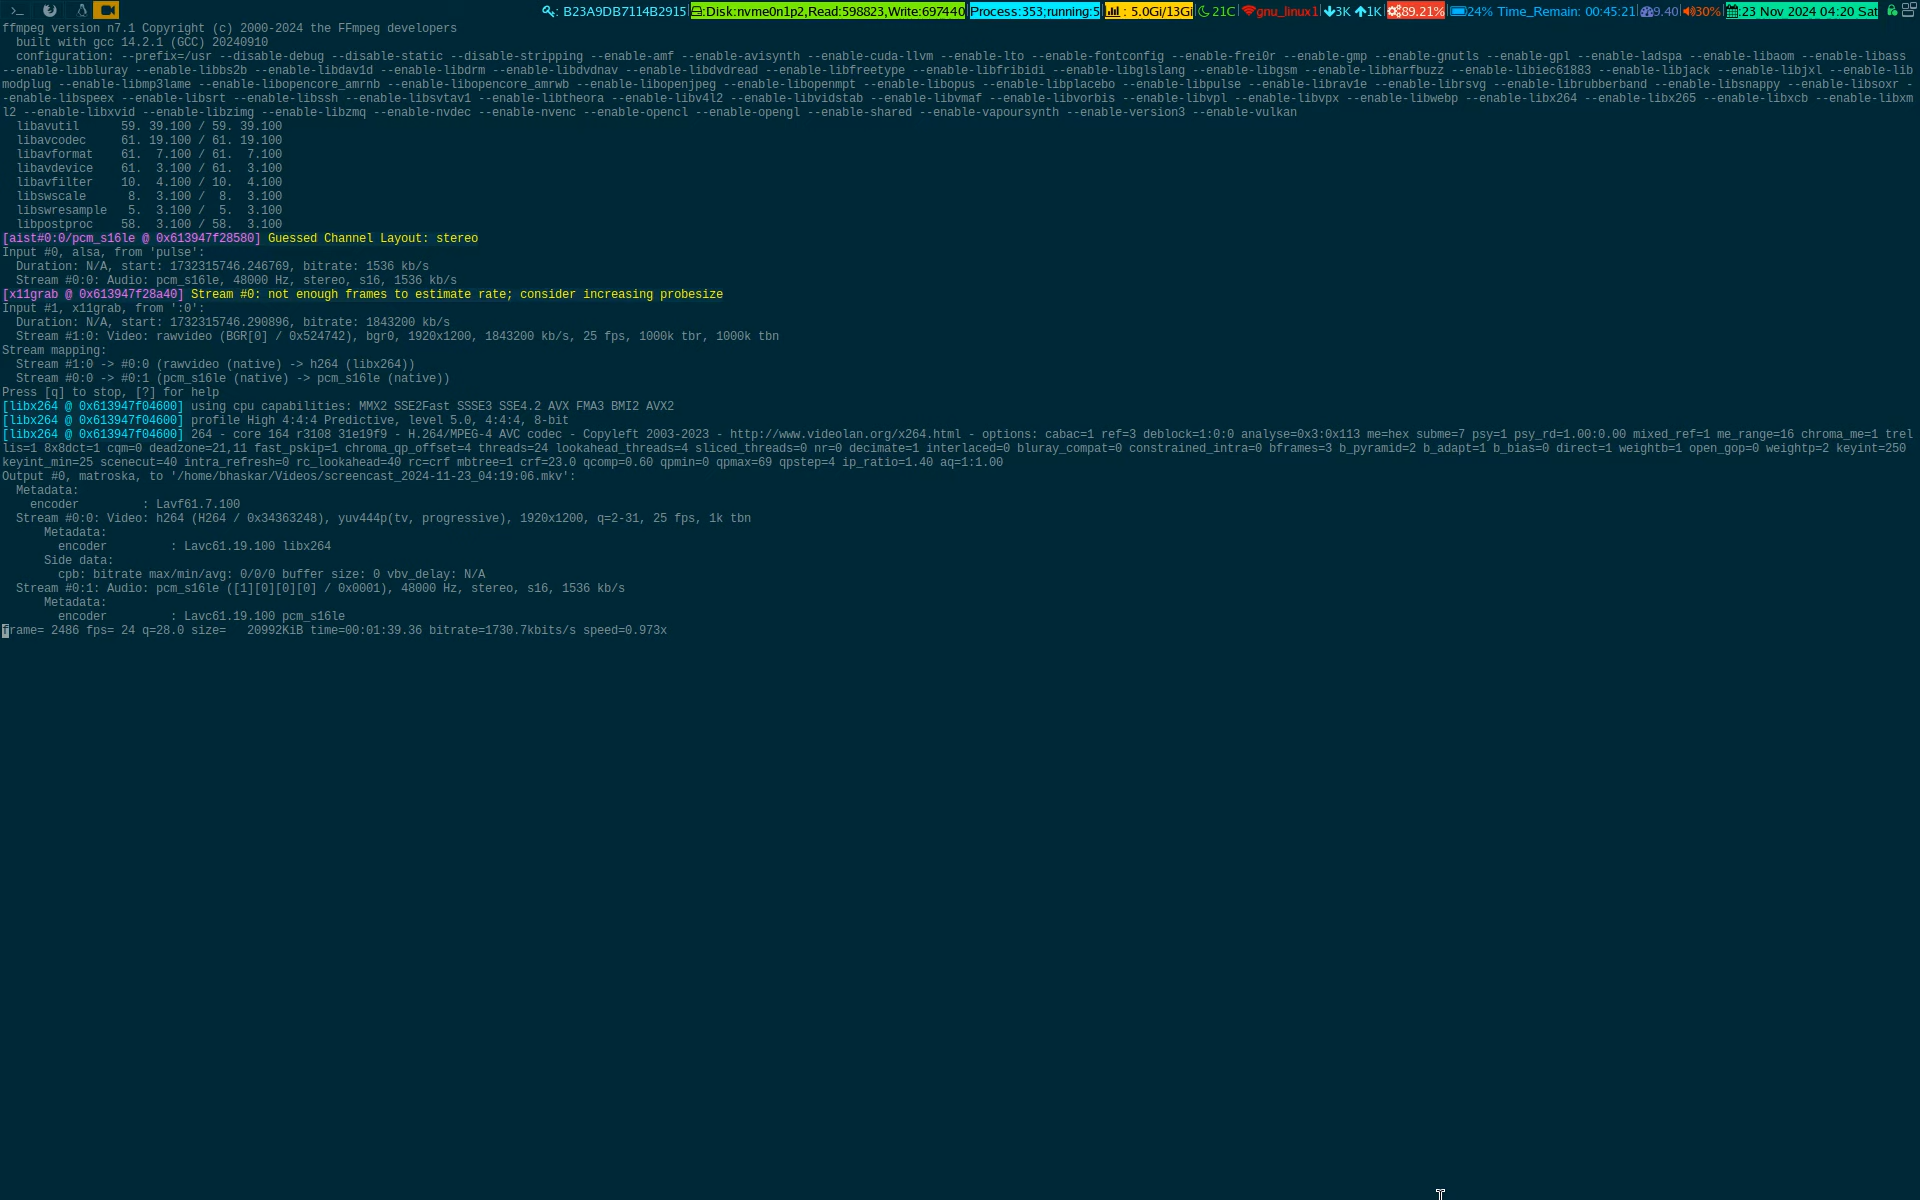 >_ : B23A9DB7114B2915 :Disk:nvme0n1p2,Read:598823,Write:697440 Process:353;running:5 : 5.0Gi/13Gi 21C gnu_linux1 3K 1K 89.21% 24% Time_Remain: 00:45:21 9.40 30% :23 Nov 2024 04:20 Sat
ffmpeg version n7.1 Copyright (c) 2000-2024 the FFmpeg developers
  built with gcc 14.2.1 (GCC) 20240910
  configuration: --prefix=/usr --disable-debug --disable-static --disable-stripping --enable-amf --enable-avisynth --enable-cuda-llvm --enable-lto --enable-fontconfig --enable-frei0r --enable-gmp --enable-gnutls --enable-gpl --enable-ladspa --enable-libaom --enable-libass
--enable-libbluray --enable-libbs2b --enable-libdav1d --enable-libdrm --enable-libdvdnav --enable-libdvdread --enable-libfreetype --enable-libfribidi --enable-libglslang --enable-libgsm --enable-libharfbuzz --enable-libiec61883 --enable-libjack --enable-libjxl --enable-lib
modplug --enable-libmp3lame --enable-libopencore_amrnb --enable-libopencore_amrwb --enable-libopenjpeg --enable-libopenmpt --enable-libopus --enable-libplacebo --enable-libpulse --enable-librav1e --enable-librsvg --enable-librubberband --enable-libsnappy --enable-libsoxr -
-enable-libspeex --enable-libsrt --enable-libssh --enable-libsvtav1 --enable-libtheora --enable-libv4l2 --enable-libvidstab --enable-libvmaf --enable-libvorbis --enable-libvpl --enable-libvpx --enable-libwebp --enable-libx264 --enable-libx265 --enable-libxcb --enable-libxm
l2 --enable-libxvid --enable-libzimg --enable-libzmq --enable-nvdec --enable-nvenc --enable-opencl --enable-opengl --enable-shared --enable-vapoursynth --enable-version3 --enable-vulkan
  libavutil      59. 39.100 / 59. 39.100
  libavcodec     61. 19.100 / 61. 19.100
  libavformat    61.  7.100 / 61.  7.100
  libavdevice    61.  3.100 / 61.  3.100
  libavfilter    10.  4.100 / 10.  4.100
  libswscale      8.  3.100 /  8.  3.100
  libswresample   5.  3.100 /  5.  3.100
  libpostproc    58.  3.100 / 58.  3.100
[aist#0:0/pcm_s16le @ 0x613947f28580] Guessed Channel Layout: stereo
Input #0, alsa, from 'pulse':
  Duration: N/A, start: 1732315746.246769, bitrate: 1536 kb/s
  Stream #0:0: Audio: pcm_s16le, 48000 Hz, stereo, s16, 1536 kb/s
[x11grab @ 0x613947f28a40] Stream #0: not enough frames to estimate rate; consider increasing probesize
Input #1, x11grab, from ':0':
  Duration: N/A, start: 1732315746.290896, bitrate: 1843200 kb/s
  Stream #1:0: Video: rawvideo (BGR[0] / 0x524742), bgr0, 1920x1200, 1843200 kb/s, 25 fps, 1000k tbr, 1000k tbn
Stream mapping:
  Stream #1:0 -> #0:0 (rawvideo (native) -> h264 (libx264))
  Stream #0:0 -> #0:1 (pcm_s16le (native) -> pcm_s16le (native))
Press [q] to stop, [?] for help
[libx264 @ 0x613947f04600] using cpu capabilities: MMX2 SSE2Fast SSSE3 SSE4.2 AVX FMA3 BMI2 AVX2
[libx264 @ 0x613947f04600] profile High 4:4:4 Predictive, level 5.0, 4:4:4, 8-bit
[libx264 @ 0x613947f04600] 264 - core 164 r3108 31e19f9 - H.264/MPEG-4 AVC codec - Copyleft 2003-2023 - http://www.videolan.org/x264.html - options: cabac=1 ref=3 deblock=1:0:0 analyse=0x3:0x113 me=hex subme=7 psy=1 psy_rd=1.00:0.00 mixed_ref=1 me_range=16 chroma_me=1 trel
lis=1 8x8dct=1 cqm=0 deadzone=21,11 fast_pskip=1 chroma_qp_offset=4 threads=24 lookahead_threads=4 sliced_threads=0 nr=0 decimate=1 interlaced=0 bluray_compat=0 constrained_intra=0 bframes=3 b_pyramid=2 b_adapt=1 b_bias=0 direct=1 weightb=1 open_gop=0 weightp=2 keyint=250
keyint_min=25 scenecut=40 intra_refresh=0 rc_lookahead=40 rc=crf mbtree=1 crf=23.0 qcomp=0.60 qpmin=0 qpmax=69 qpstep=4 ip_ratio=1.40 aq=1:1.00
Output #0, matroska, to '/home/bhaskar/Videos/screencast_2024-11-23_04:19:06.mkv':
  Metadata:
    encoder         : Lavf61.7.100
  Stream #0:0: Video: h264 (H264 / 0x34363248), yuv444p(tv, progressive), 1920x1200, q=2-31, 25 fps, 1k tbn
      Metadata:
        encoder         : Lavc61.19.100 libx264
      Side data:
        cpb: bitrate max/min/avg: 0/0/0 buffer size: 0 vbv_delay: N/A
  Stream #0:1: Audio: pcm_s16le ([1][0][0][0] / 0x0001), 48000 Hz, stereo, s16, 1536 kb/s
      Metadata:
        encoder         : Lavc61.19.100 pcm_s16le
frame= 2486 fps= 24 q=28.0 size=   20992KiB time=00:01:39.36 bitrate=1730.7kbits/s speed=0.973x